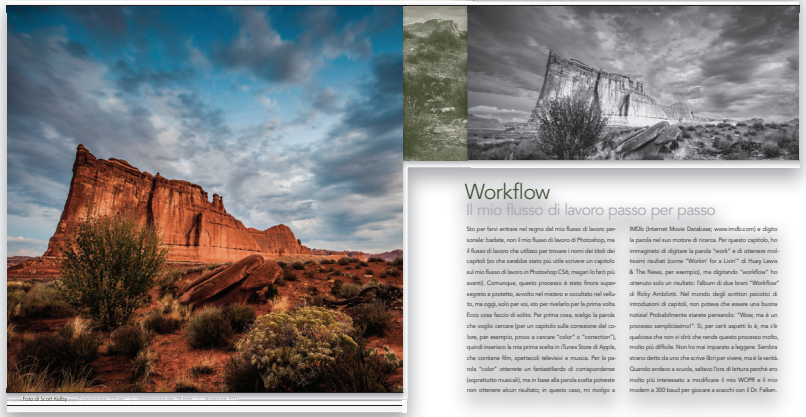 Workflow
Il mio flusso di lavoro passo per passo
Sto per farvi entrare nel regno del mio flusso di lavoro per-
sonale: badate, non il mio flusso di lavoro di Photoshop, ma
il flusso di lavoro che utilizzo per trovare i nomi dei titoli dei
capitoli (so che sarebbe stato più utile scrivere un capitolo
sul mio flusso di lavoro in Photoshop CS6; magari lo farò più
avanti). Comunque, questo processo è stato finora super-
segreto e protetto, avvolto nel mistero e occultato nel vellu-
to, ma oggi, solo per voi, sto per rivelarlo per la prima volta.
Ecco cosa faccio di solito. Per prima cosa, scelgo la parola
che voglio cercare (per un capitolo sulla correzione del co-
lore, per esempio, provo a cercare "color" o "correction"),
quindi inserisco la mia prima scelta in iTunes Store di Apple,
che contiene film, spettacoli televisivi e musica. Per la pa-
rola "color" otterrete un fantastiliardo di corrispondenze
(soprattutto musicali), ma in base alla parola scelta potreste
non ottenere alcun risultato; in questo caso, mi rivolgo a
IMDb (Internet Movie Database; www.imdb.com) e digito
la parola nel suo motore di ricerca. Per questo capitolo, ho
immaginato di digitare la parola "work" e di ottenere mol-
tissimi risultati (come "Workin' for a Livin'" di Huey Lewis
& The News, per esempio), ma digitando "workflow" ho
ottenuto solo un risultato: l'album di due brani "Workflow"
di Ricky Ambilotti. Nel mondo degli scrittori psicotici di
introduzioni di capitoli, non poteva che essere una buona
notizia! Probabilmente starete pensando: "Wow, ma è un
processo semplicissimo!". Sì, per certi aspetti lo è, ma c'è
qualcosa che non vi dirò che rende questo processo molto,
molto più difficile. Non ho mai imparato a leggere. Sembra
strano detto da uno che scrive libri per vivere, ma è la verità.
Quando andavo a scuola, saltavo l'ora di lettura perché ero
molto più interessato a modificare il mio WOPR e il mio
modem a 300 baud per giocare a scacchi con il Dr. Falken.
Foto di Scott Kelby